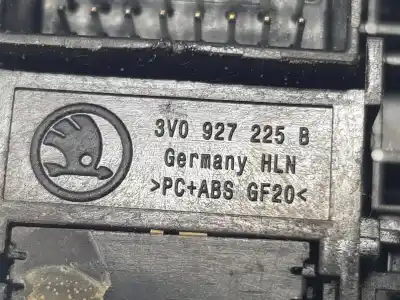 3V0 927 225 B
Germany HLN
>PC+ABS GF20<